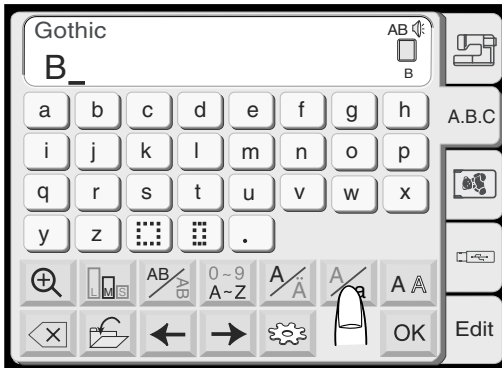 Gothic
AB
B_
B
a b c d e f g h
A.B.C
i j k l m n o p
q r s t u v w x
y z .
L M S
AB AB
0~9
A~Z
A Ä
A a
A A
OK
Edit